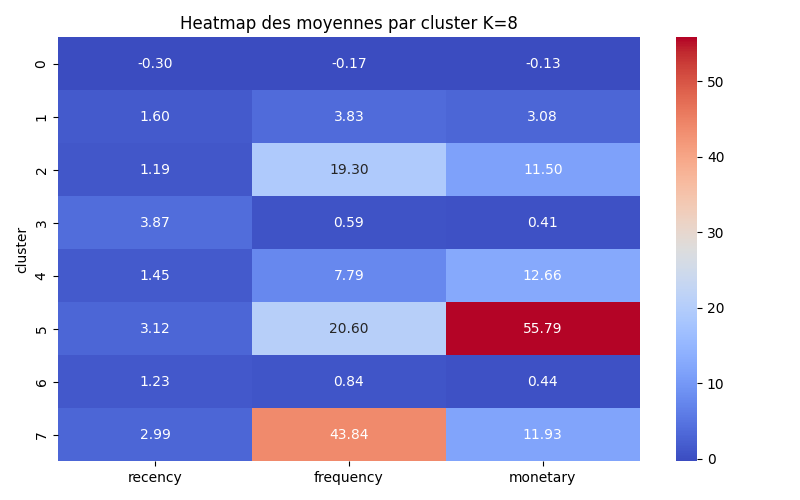 Heatmap des moyennes par cluster K=8
cluster
0 -0.30 -0.17 -0.13
1 1.60 3.83 3.08
2 1.19 19.30 11.50
3 3.87 0.59 0.41
4 1.45 7.79 12.66
5 3.12 20.60 55.79
6 1.23 0.84 0.44
7 2.99 43.84 11.93
recency frequency monetary
50
40
30
20
10
0